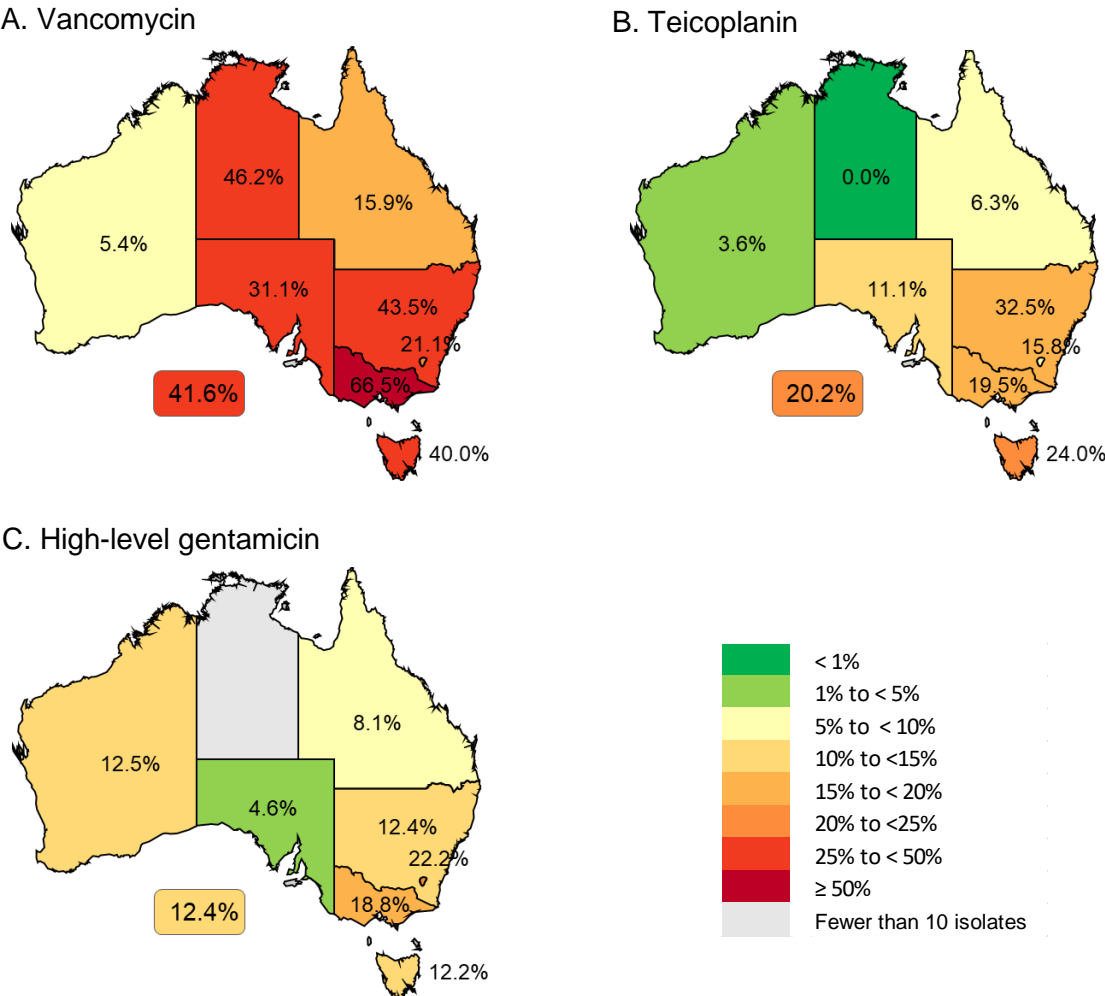 A. Vancomycin
46.2%
15.9%
5.4%
31.1%
43.5%
21.1%
66.5%
41.6%
40.0%
B. Teicoplanin
0.0%
6.3%
3.6%
11.1%
32.5%
15.8%
19.5%
20.2%
24.0%
C. High-level gentamicin
8.1%
12.5%
4.6%
12.4%
22.2%
18.8%
12.4%
12.2%
< 1%
1% to < 5%
5% to < 10%
10% to <15%
15% to < 20%
20% to <25%
25% to < 50%
≥ 50%
Fewer than 10 isolates